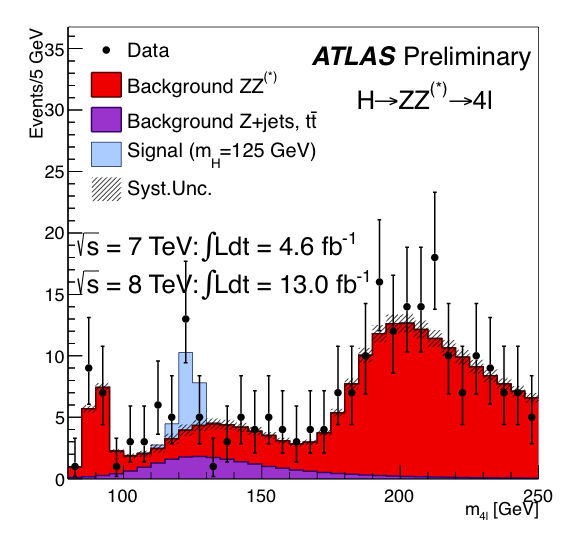 Events/5 GeV
35
30
25
20
15
10
5
0
Data
Background ZZ(*)
Background Z+jets, tt̄
Signal (mH=125 GeV)
Syst.Unc.
ATLAS Preliminary
H→ZZ(*)→4l
√s = 7 TeV: ∫Ldt = 4.6 fb-1
√s = 8 TeV: ∫Ldt = 13.0 fb-1
100 150 200 250
m4l [GeV]